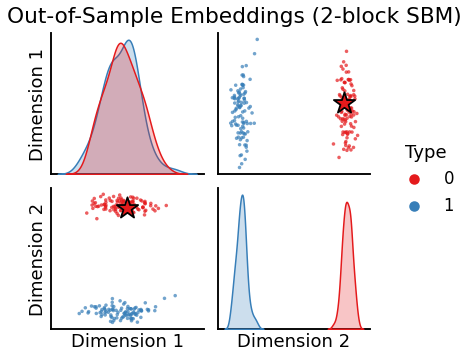 Out-of-Sample Embeddings (2-block SBM)
Dimension 1
Type
0
1
Dimension 2
Dimension 1
Dimension 2